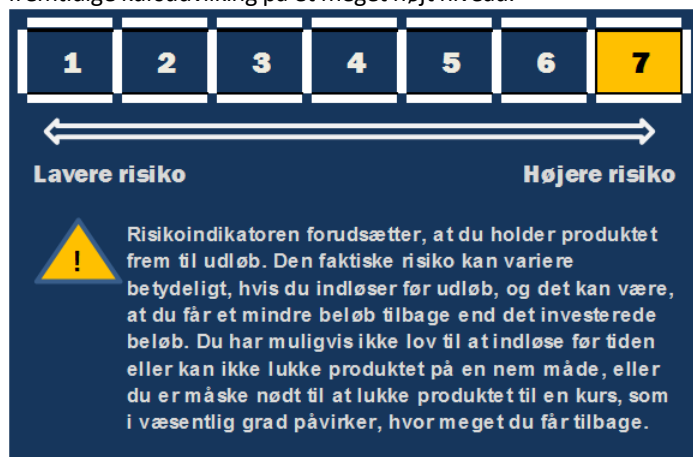 1 2 3 4 5 6 7
Lavere risiko Højere risiko
! Risikoindikatoren forudsætter, at du holder produktet
frem til udløb. Den faktiske risiko kan variere
betydeligt, hvis du indløser før udløb, og det kan være,
at du får et mindre beløb tilbage end det investerede
beløb. Du har muligvis ikke lov til at indløse før tiden
eller kan ikke lukke produktet på en nem måde, eller
du er måske nødt til at lukke produktet til en kurs, som
i væsentlig grad påvirker, hvor meget du får tilbage.